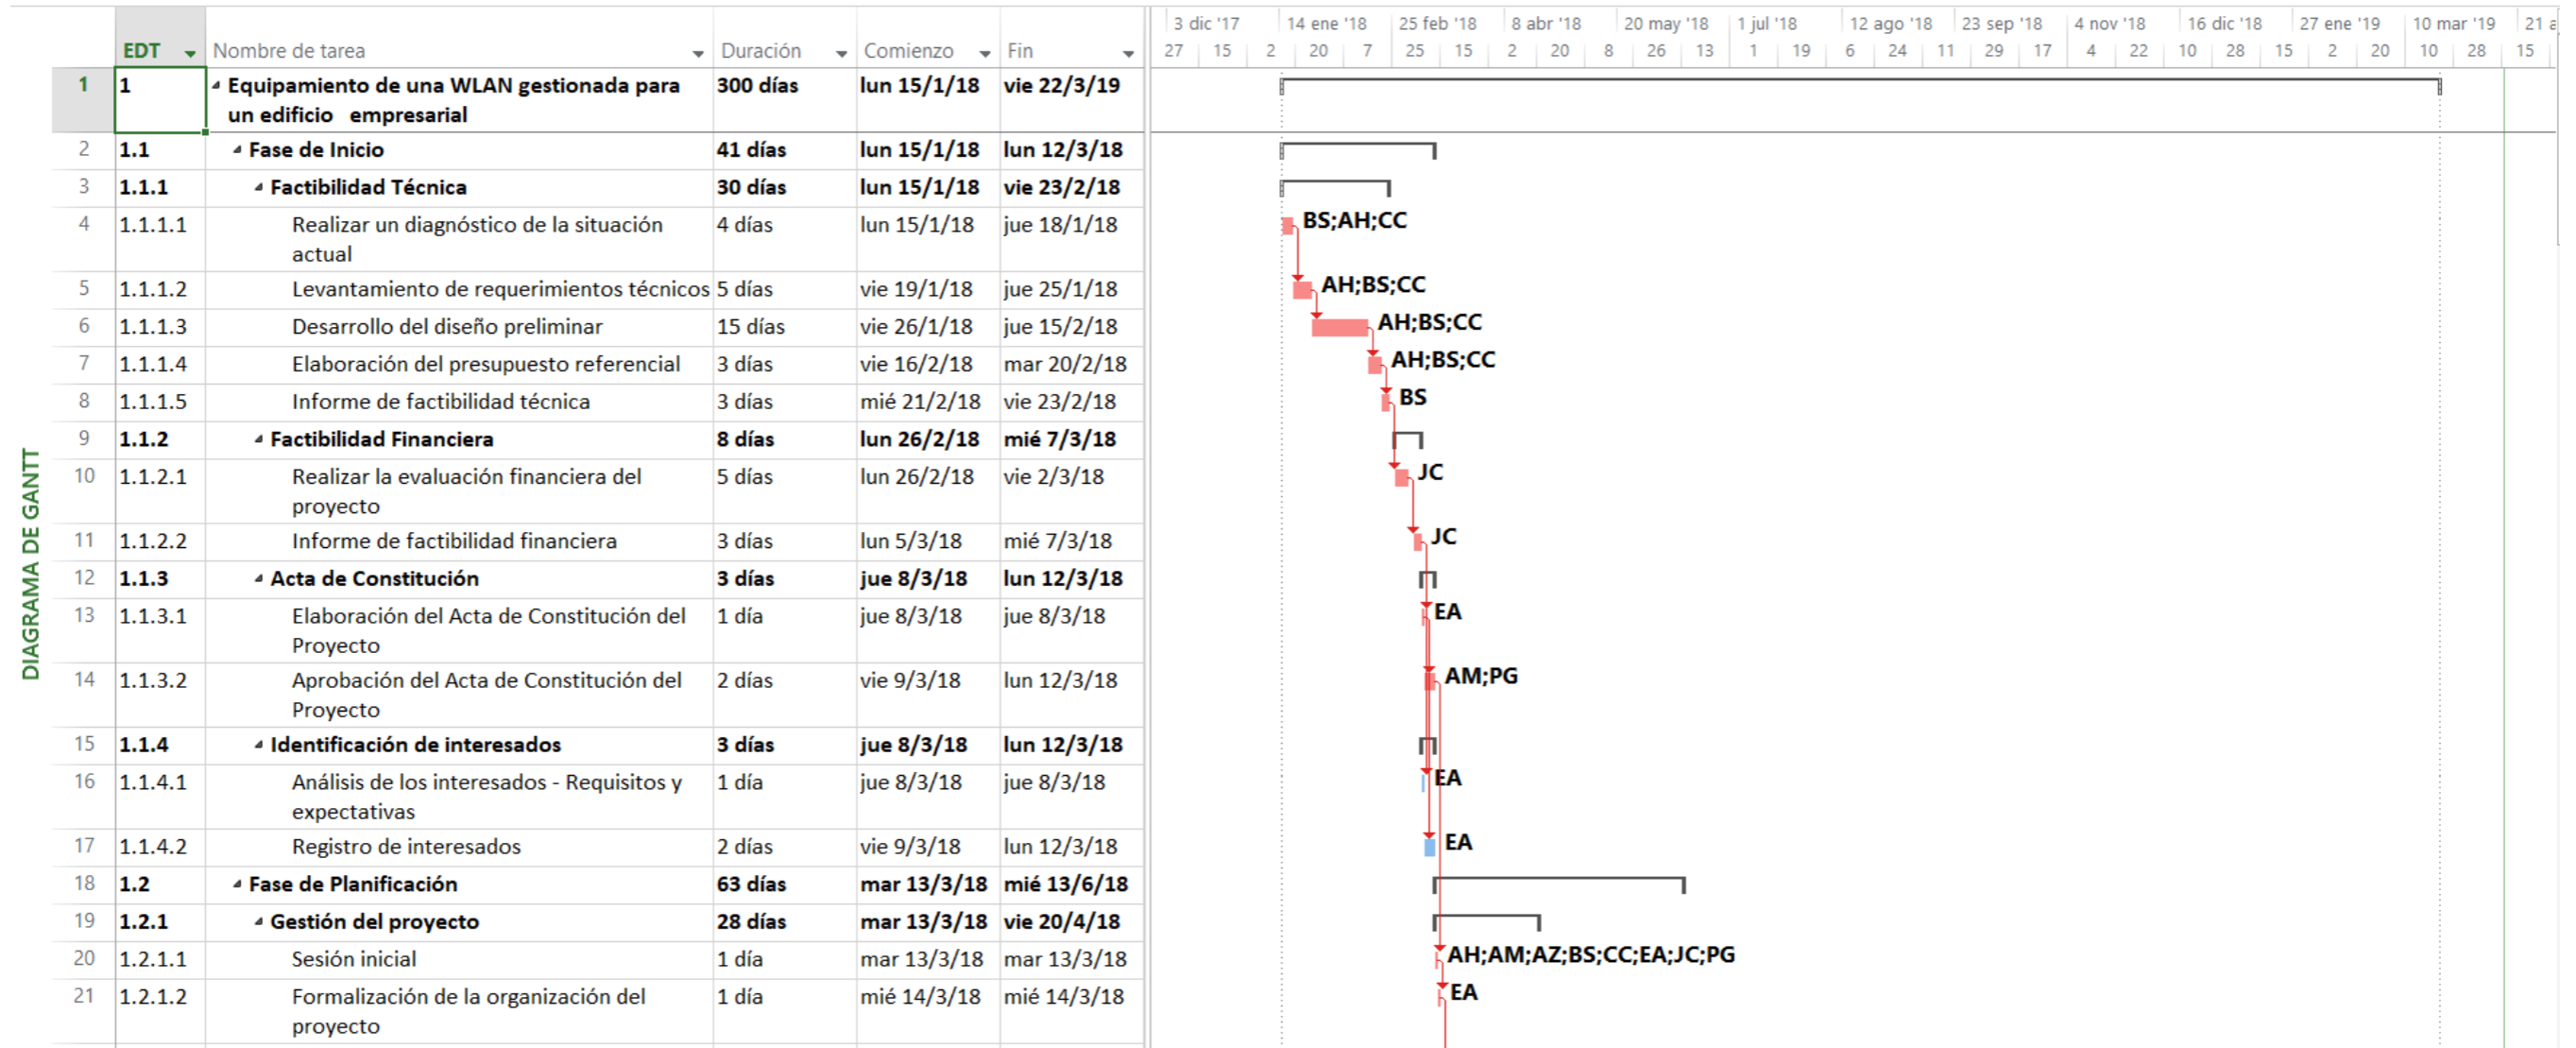 3 dic '17 14 ene '18 25 feb '18 8 abr '18 20 may '18 1 jul '18 12 ago '18 23 sep '18 4 nov '18 16 dic '18 27 ene '19 10 mar '19
EDT Nombre de tarea Duración Comienzo Fin 27 15 2 20 7 25 15 2 20 8 26 13 1 19 6 24 11 29 17 4 22 10 28 15 2 20 10 28 15
1 1 Equipamiento de una WLAN gestionada para 300 días lun 15/1/18 vie 22/3/19
un edificio empresarial
2 1.1 Fase de Inicio 41 días lun 15/1/18 lun 12/3/18
3 1.1.1 Factibilidad Técnica 30 días lun 15/1/18 vie 23/2/18
4 1.1.1.1 Realizar un diagnóstico de la situación 4 días lun 15/1/18 jue 18/1/18 BS;AH;CC
actual
5 1.1.1.2 Levantamiento de requerimientos técnicos 5 días vie 19/1/18 jue 25/1/18 AH;BS;CC
6 1.1.1.3 Desarrollo del diseño preliminar 15 días vie 26/1/18 jue 15/2/18 AH;BS;CC
7 1.1.1.4 Elaboración del presupuesto referencial 3 días vie 16/2/18 mar 20/2/18 AH;BS;CC
8 1.1.1.5 Informe de factibilidad técnica 3 días mié 21/2/18 vie 23/2/18 BS
9 1.1.2 Factibilidad Financiera 8 días lun 26/2/18 mié 7/3/18
10 1.1.2.1 Realizar la evaluación financiera del 5 días lun 26/2/18 vie 2/3/18 JC
proyecto
11 1.1.2.2 Informe de factibilidad financiera 3 días lun 5/3/18 mié 7/3/18 JC
12 1.1.3 Acta de Constitución 3 días jue 8/3/18 lun 12/3/18
13 1.1.3.1 Elaboración del Acta de Constitución del 1 día jue 8/3/18 jue 8/3/18 EA
Proyecto
14 1.1.3.2 Aprobación del Acta de Constitución del 2 días vie 9/3/18 lun 12/3/18 AM;PG
Proyecto
15 1.1.4 Identificación de interesados 3 días jue 8/3/18 lun 12/3/18
16 1.1.4.1 Análisis de los interesados - Requisitos y 1 día jue 8/3/18 jue 8/3/18 EA
expectativas
17 1.1.4.2 Registro de interesados 2 días vie 9/3/18 lun 12/3/18 EA
18 1.2 Fase de Planificación 63 días mar 13/3/18 mié 13/6/18
19 1.2.1 Gestión del proyecto 28 días mar 13/3/18 vie 20/4/18
20 1.2.1.1 Sesión inicial 1 día mar 13/3/18 mar 13/3/18 AH;AM;AZ;BS;CC;EA;JC;PG
21 1.2.1.2 Formalización de la organización del 1 día mié 14/3/18 mié 14/3/18 EA
proyecto
DIAGRAMA DE GANTT